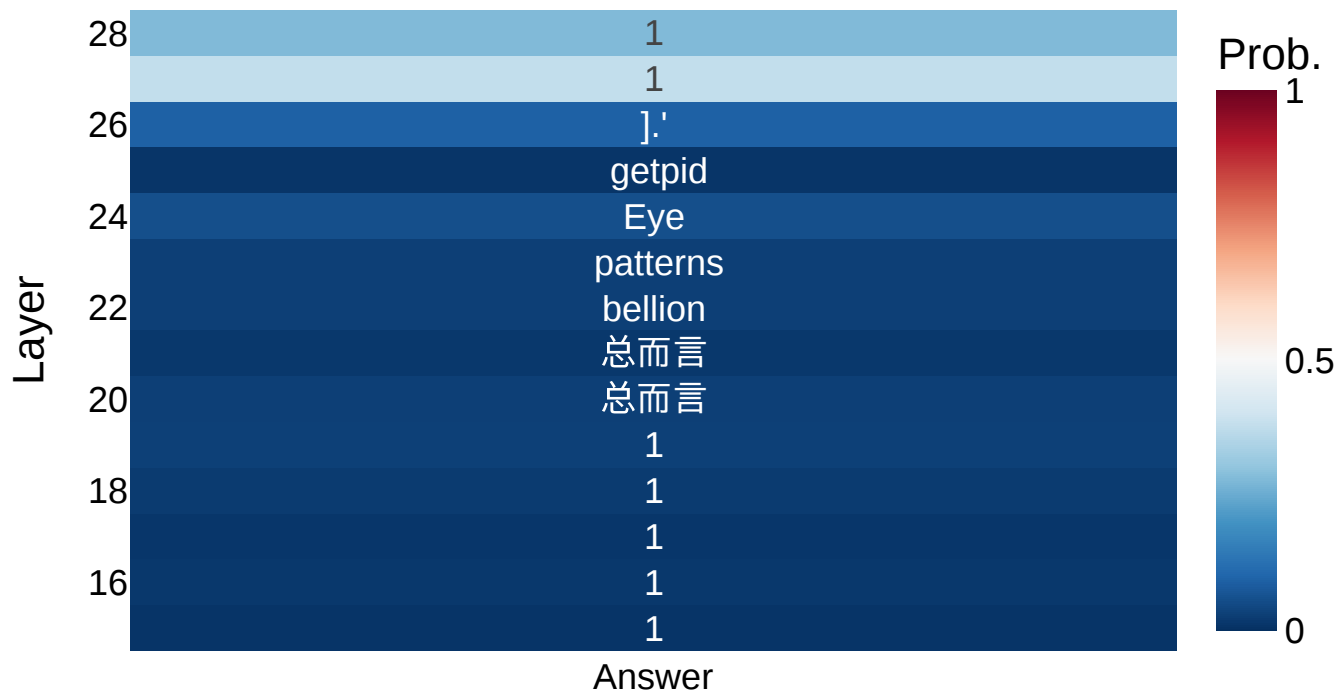 28
1
1
26
].'
getpid
24
Eye
patterns
22
bellion
总而言
20
总而言
1
18
1
1
16
1
1
Layer
Answer
Prob.
1
0.5
0